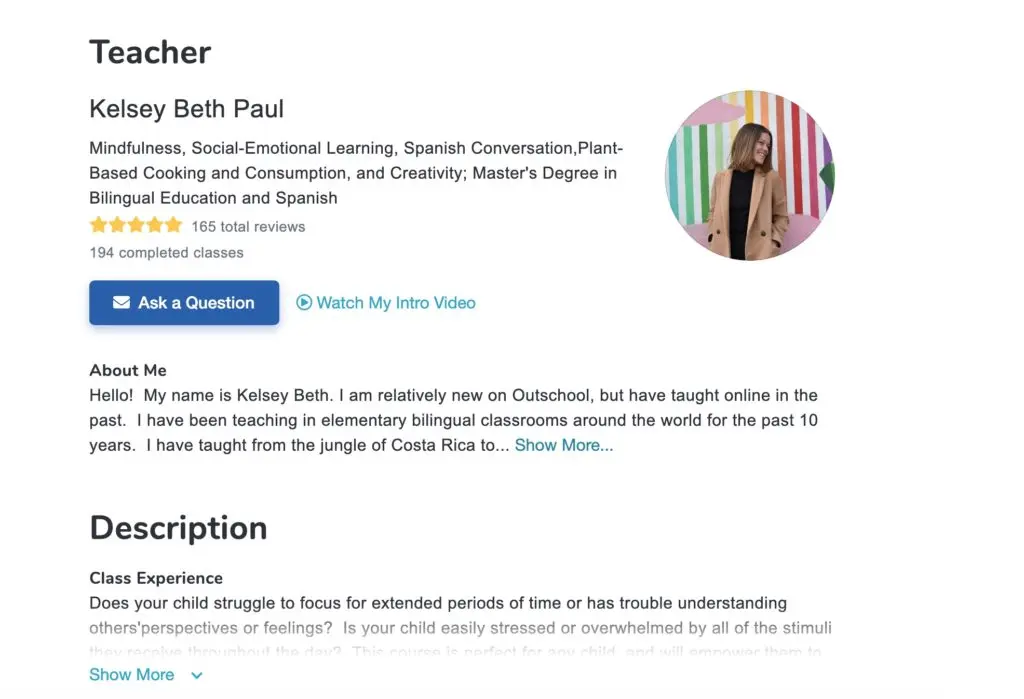 Teacher
Kelsey Beth Paul
Mindfulness, Social-Emotional Learning, Spanish Conversation,Plant-
Based Cooking and Consumption, and Creativity; Master's Degree in
Bilingual Education and Spanish
165 total reviews
194 completed classes
Ask a Question
Watch My Intro Video
About Me
Hello!  My name is Kelsey Beth. I am relatively new on Outschool, but have taught online in the
past.  I have been teaching in elementary bilingual classrooms around the world for the past 10
years.  I have taught from the jungle of Costa Rica to... Show More...
Description
Class Experience
Does your child struggle to focus for extended periods of time or has trouble understanding
others'perspectives or feelings?  Is your child easily stressed or overwhelmed by all of the stimuli
they receive throughout the day?  This course is perfect for any child, and will empower them to
Show More